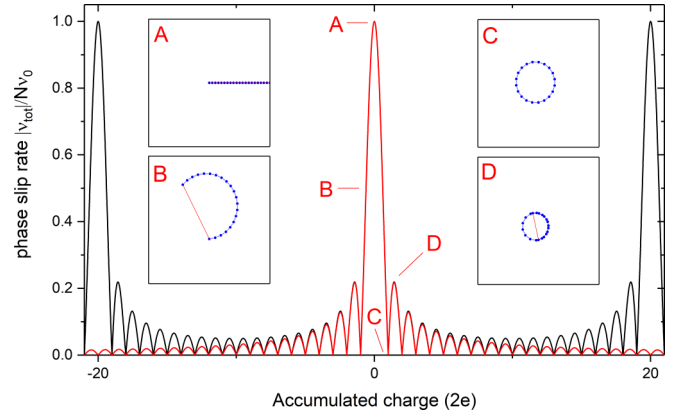 phase slip rate |ν_tot|/Nν_0
1.0
0.8
0.6
0.4
0.2
0.0
A
B
A
B
C
D
C
D
-20
0
20
Accumulated charge (2e)